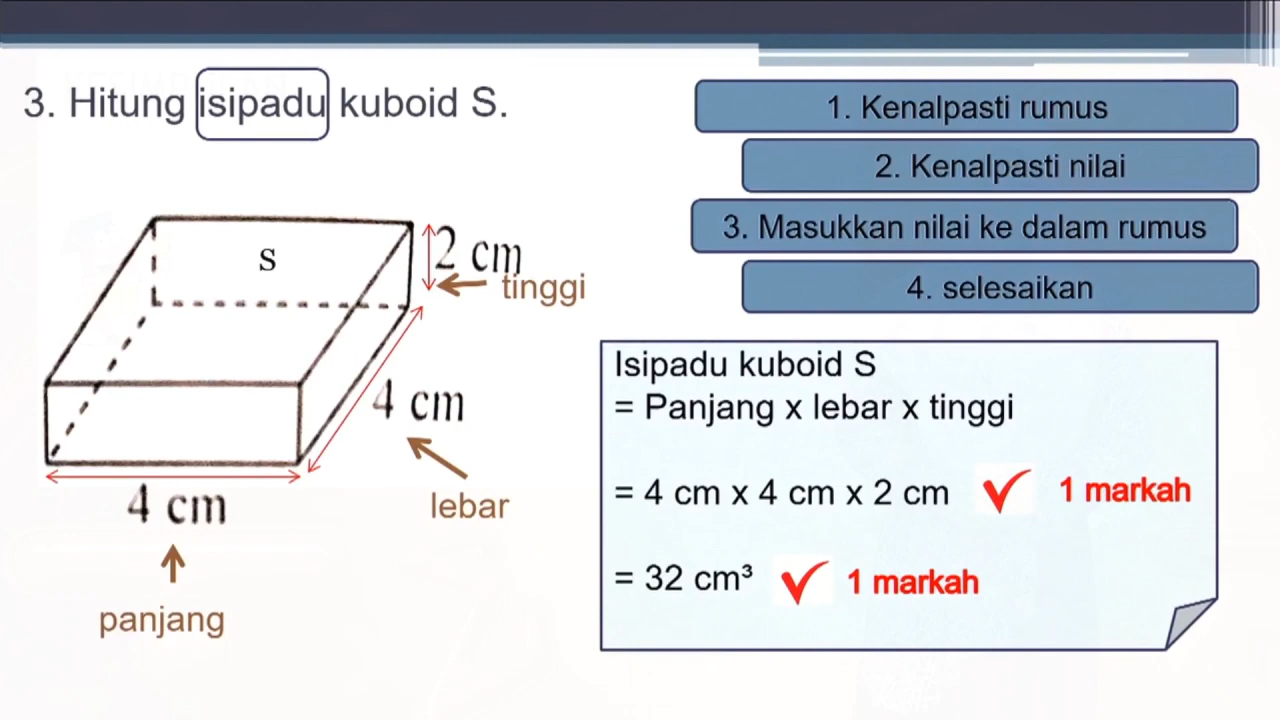 3. Hitung isipadu kuboid S.
1. Kenalpasti rumus
2. Kenalpasti nilai
3. Masukkan nilai ke dalam rumus
4. selesaikan
s
2 cm
tinggi
4 cm
lebar
4 cm
panjang
Isipadu kuboid S
= Panjang x lebar x tinggi
= 4 cm x 4 cm x 2 cm 1 markah
= 32 cm³ 1 markah